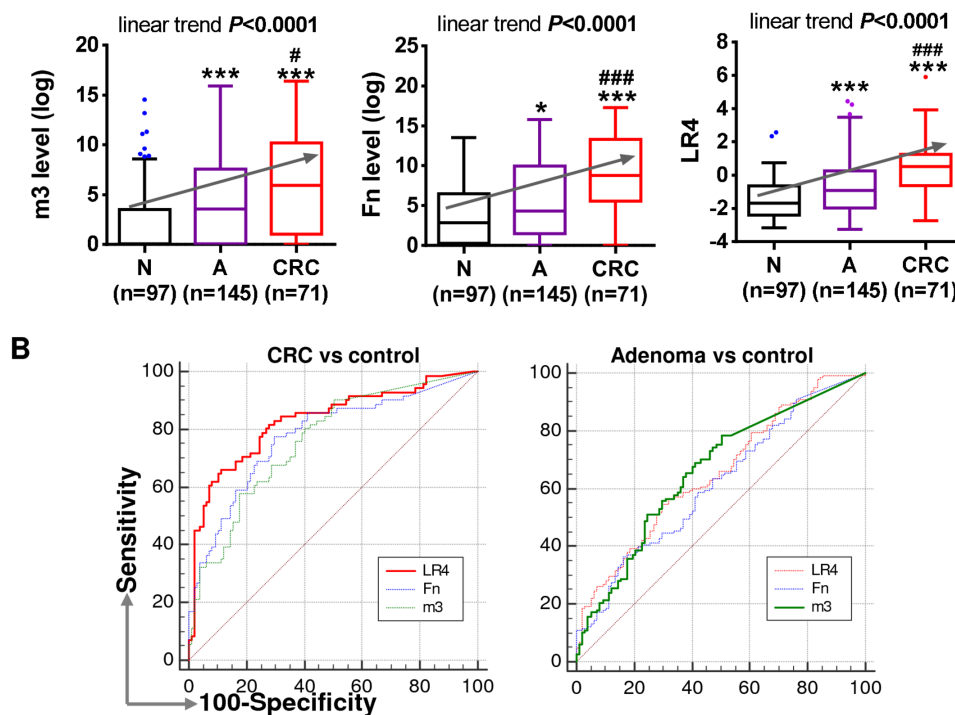 linear trend P<0.0001
m3 level (log)
20
15
10
5
0
***
#
***
N
A
CRC
(n=97)
(n=145)
(n=71)
linear trend P<0.0001
Fn level (log)
25
20
15
10
5
0
*
###
***
N
A
CRC
(n=97)
(n=145)
(n=71)
linear trend P<0.0001
LR4
8
6
4
2
0
-2
-4
***
###
***
N
A
CRC
(n=97)
(n=145)
(n=71)
B
CRC vs control
Sensitivity
100
80
60
40
20
0
LR4
Fn
m3
0
20
40
60
80
100
100-Specificity
Adenoma vs control
100
80
60
40
20
0
LR4
Fn
m3
0
20
40
60
80
100